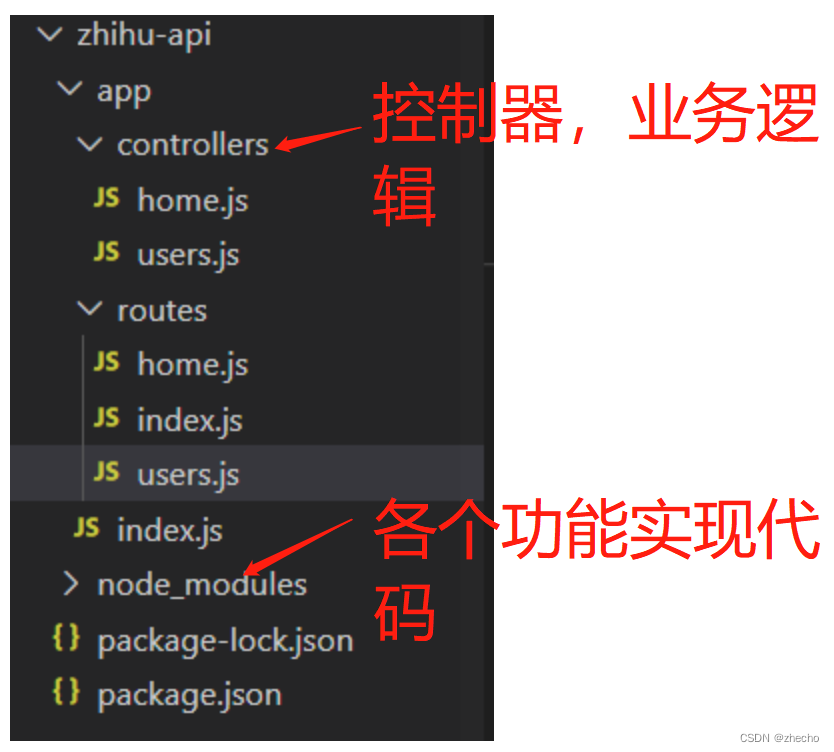 zhihu-api
app
controllers
控制器，业务逻
辑
JS home.js
JS users.js
routes
JS home.js
JS index.js
JS users.js
JS index.js
各个功能实现代
码
node_modules
{} package-lock.json
{} package.json
CSDN @zhecho